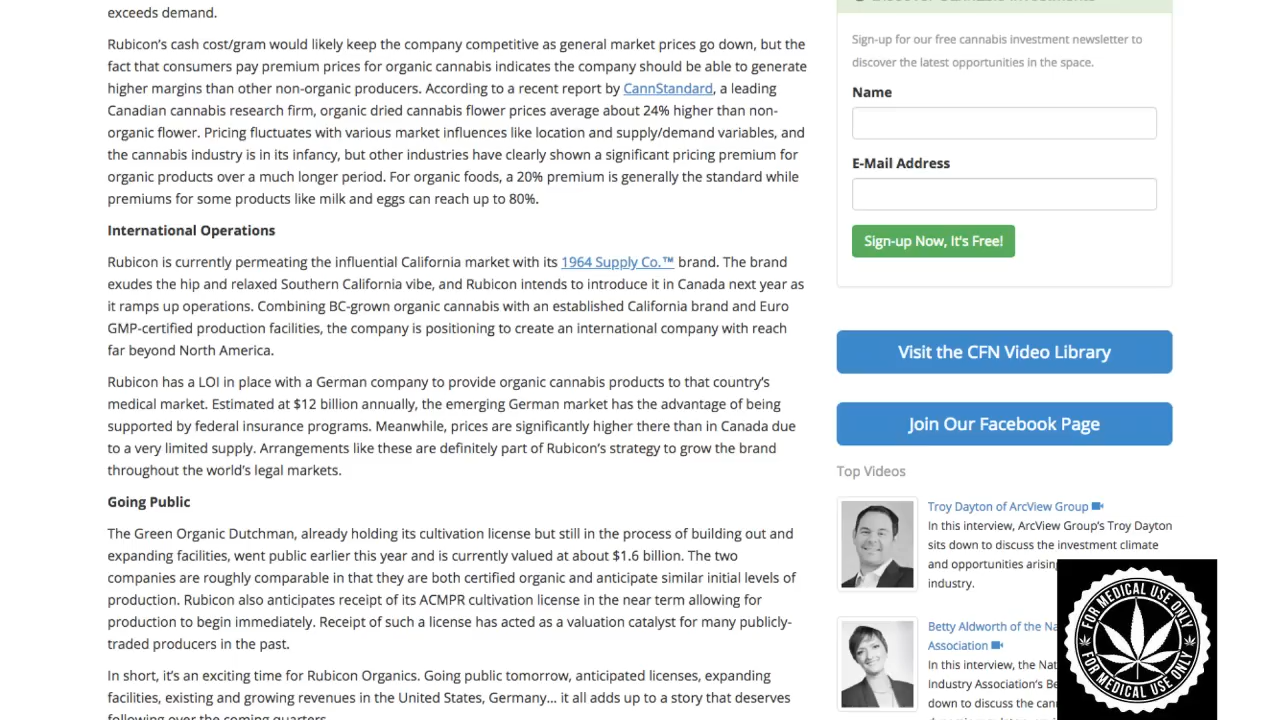 exceeds demand.
Rubicon’s cash cost/gram would likely keep the company competitive as general market prices go down, but the
fact that consumers pay premium prices for organic cannabis indicates the company should be able to generate
higher margins than other non-organic producers. According to a recent report by CannStandard, a leading
Canadian cannabis research firm, organic dried cannabis flower prices average about 24% higher than non-
organic flower. Pricing fluctuates with various market influences like location and supply/demand variables, and
the cannabis industry is in its infancy, but other industries have clearly shown a significant pricing premium for
organic products over a much longer period. For organic foods, a 20% premium is generally the standard while
premiums for some products like milk and eggs can reach up to 80%.
International Operations
Rubicon is currently permeating the influential California market with its 1964 Supply Co.™ brand. The brand
exudes the hip and relaxed Southern California vibe, and Rubicon intends to introduce it in Canada next year as
it ramps up operations. Combining BC-grown organic cannabis with an established California brand and Euro
GMP-certified production facilities, the company is positioning to create an international company with reach
far beyond North America.
Rubicon has a LOI in place with a German company to provide organic cannabis products to that country’s
medical market. Estimated at $12 billion annually, the emerging German market has the advantage of being
supported by federal insurance programs. Meanwhile, prices are significantly higher there than in Canada due
to a very limited supply. Arrangements like these are definitely part of Rubicon’s strategy to grow the brand
throughout the world’s legal markets.
Going Public
The Green Organic Dutchman, already holding its cultivation license but still in the process of building out and
expanding facilities, went public earlier this year and is currently valued at about $1.6 billion. The two
companies are roughly comparable in that they are both certified organic and anticipate similar initial levels of
production. Rubicon also anticipates receipt of its ACMPR cultivation license in the near term allowing for
production to begin immediately. Receipt of such a license has acted as a valuation catalyst for many publicly-
traded producers in the past.
In short, it’s an exciting time for Rubicon Organics. Going public tomorrow, anticipated licenses, expanding
facilities, existing and growing revenues in the United States, Germany… it all adds up to a story that deserves
following over the coming quarters.
Sign-up for our free cannabis investment newsletter to
discover the latest opportunities in the space.
Name
E-Mail Address
Sign-up Now, It's Free!
Visit the CFN Video Library
Join Our Facebook Page
Top Videos
Troy Dayton of ArcView Group
In this interview, ArcView Group's Troy Dayton
sits down to discuss the investment climate
and opportunities arising
industry.
Betty Aldworth of the Na
Association
In this interview, the Nat
Industry Association's Be
down to discuss the can
FOR MEDICAL USE ONLY
FOR MEDICAL USE ONLY